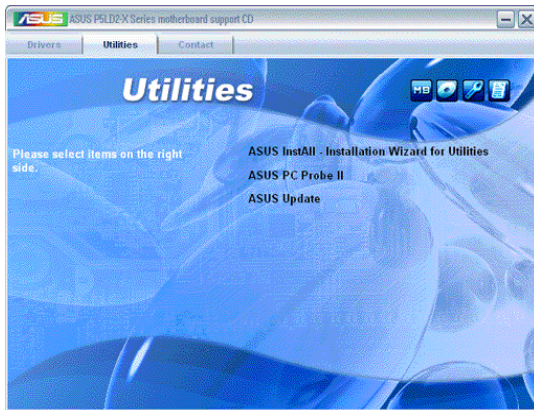 ASUS ASUS P5LD2-X Series motherboard support CD
Drivers Utilities Contact
Utilities
MB
Please select items on the right
side.
ASUS InstAll - Installation Wizard for Utilities
ASUS PC Probe II
ASUS Update